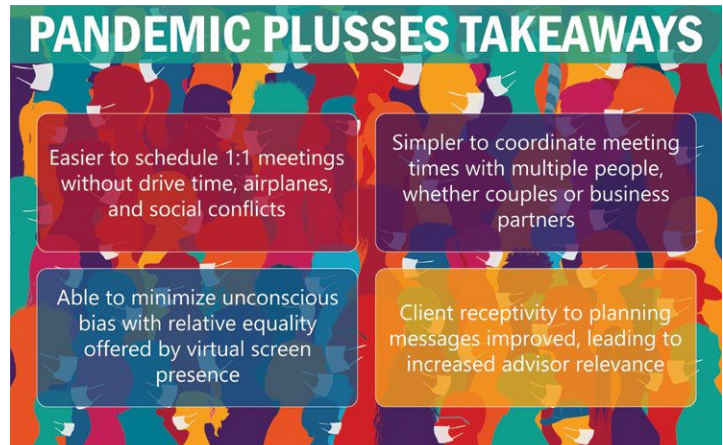 PANDEMIC PLUSSES TAKEAWAYS
Easier to schedule 1:1 meetings
without drive time, airplanes,
and social conflicts
Simpler to coordinate meeting
times with multiple people,
whether couples or business
partners
Able to minimize unconscious
bias with relative equality
offered by virtual screen
presence
Client receptivity to planning
messages improved, leading to
increased advisor relevance